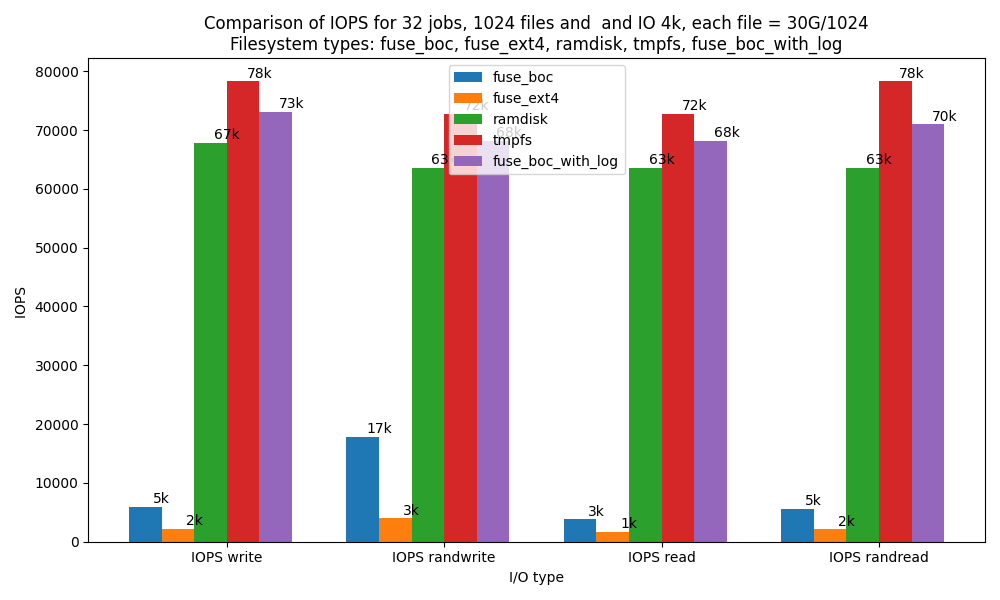 Comparison of IOPS for 32 jobs, 1024 files and  and IO 4k, each file = 30G/1024
Filesystem types: fuse_boc, fuse_ext4, ramdisk, tmpfs, fuse_boc_with_log
fuse_boc
fuse_ext4
ramdisk
tmpfs
fuse_boc_with_log
IOPS
80000
70000
60000
50000
40000
30000
20000
10000
0
5k
2k
67k
78k
73k
17k
3k
63k
72k
68k
3k
1k
63k
72k
68k
5k
2k
63k
78k
70k
IOPS write
IOPS randwrite
IOPS read
IOPS randread
I/O type